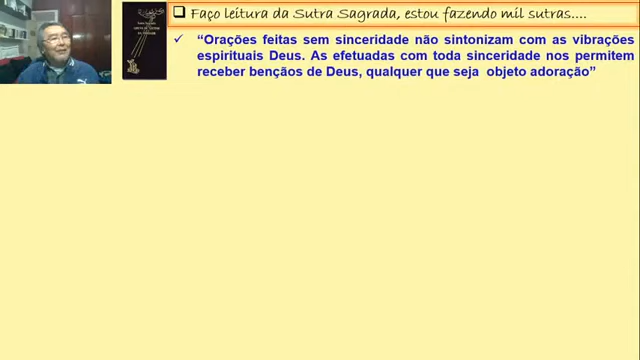 Faço leitura da Sutra Sagrada, estou fazendo mil sutras....
“Orações feitas sem sinceridade não sintonizam com as vibrações
espirituais Deus. As efetuadas com toda sinceridade nos permitem
receber bençãos de Deus, qualquer que seja objeto adoração”